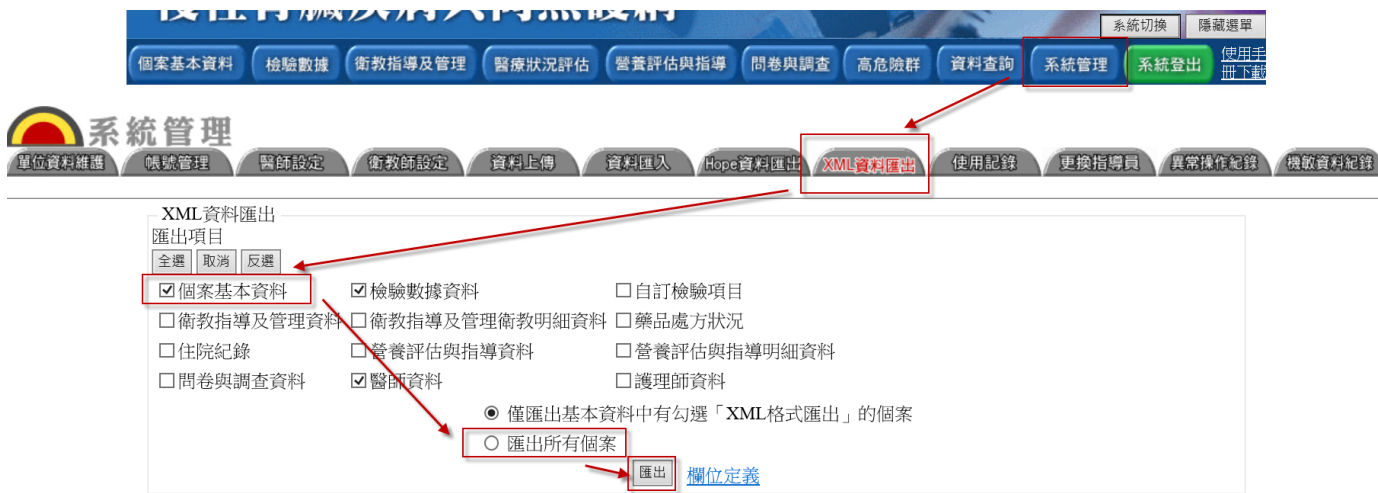 系統切換 隱藏選單
個案基本資料 檢驗數據 衛教指導及管理 醫療狀況評估 營養評估與指導 問卷與調查 高危險群 資料查詢 系統管理 系統登出 使用手
冊下載
系統管理
單位資料維護 帳號管理 醫師設定 衛教師設定 資料上傳 資料匯入 Hope資料匯出 XML資料匯出 使用記錄 更換指導員 異常操作紀錄 機敏資料紀錄
XML資料匯出
匯出項目
全選 取消 反選
個案基本資料 檢驗數據資料 自訂檢驗項目
衛教指導及管理資料 衛教指導及管理衛教明細資料 藥品處方狀況
住院紀錄 營養評估與指導資料 營養評估與指導明細資料
問卷與調查資料 醫師資料 護理師資料
僅匯出基本資料中有勾選「XML格式匯出」的個案
匯出所有個案
匯出 欄位定義